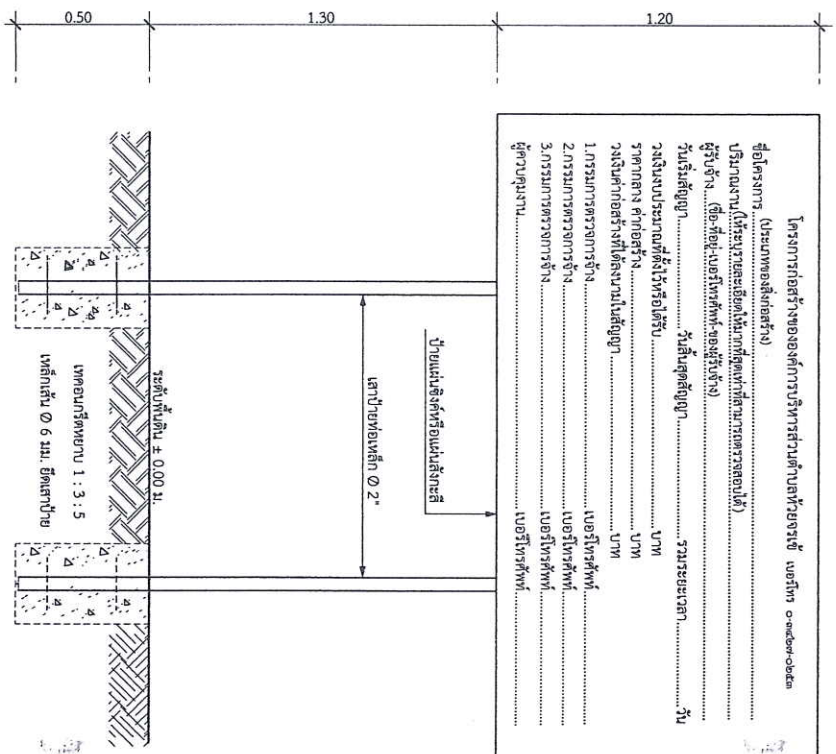 0.50
1.30
1.20
โครงการก่อสร้างขององค์การบริหารส่วนตำบลห้วยจรเข้ เบอร์โทร
ชื่อโครงการ....(ประเภทของสิ่งก่อสร้าง)
ปริมาณงาน(ให้ระบุรายละเอียดให้มากที่สุดเท่าที่สามารถตรวจสอบได้)
ผู้รับจ้าง....(ชื่อ-ที่อยู่-เบอร์โทรศัพท์-ของผู้รับจ้าง)
วันเริ่มสัญญา..........วันสิ้นสุดสัญญา..........รวมระยะเวลา..........วัน
วงเงินงบประมาณที่ตั้งไว้หรือได้รับ..........บาท
ราคากลาง ค่าก่อสร้าง..........บาท
วงเงินค่าก่อสร้างที่ได้ลงนามในสัญญา..........บาท
1.กรรมการตรวจการจ้าง..........เบอร์โทรศัพท์..........
2.กรรมการตรวจการจ้าง..........เบอร์โทรศัพท์..........
3.กรรมการตรวจการจ้าง..........เบอร์โทรศัพท์..........
ผู้ควบคุมงาน..........เบอร์โทรศัพท์..........
ป้ายแผ่นซิงค์หรือแผ่นสังกะสี
เสาป้ายท่อเหล็ก Ø 2"
ระดับพื้นดิน ± 0.00 ม.
เทคอนกรีตหยาบ 1 : 3 : 5
เหล็กเส้น Ø 6 มม. ยึดเสาป้าย